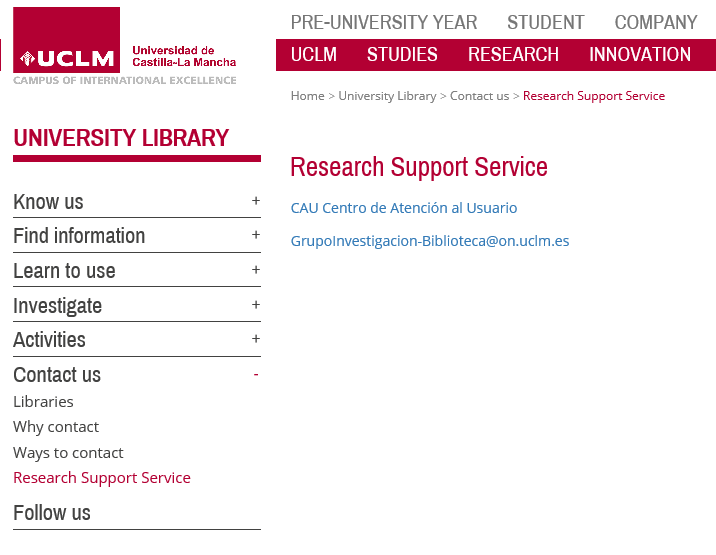 PRE-UNIVERSITY YEAR STUDENT COMPANY
UCLM Universidad de Castilla-La Mancha
CAMPUS OF INTERNATIONAL EXCELLENCE
UCLM STUDIES RESEARCH INNOVATION
Home > University Library > Contact us > Research Support Service
UNIVERSITY LIBRARY
Know us +
Find information +
Learn to use +
Investigate +
Activities +
Contact us -
Libraries
Why contact
Ways to contact
Research Support Service
Follow us
Research Support Service
CAU Centro de Atención al Usuario
GrupoInvestigacion-Biblioteca@on.uclm.es